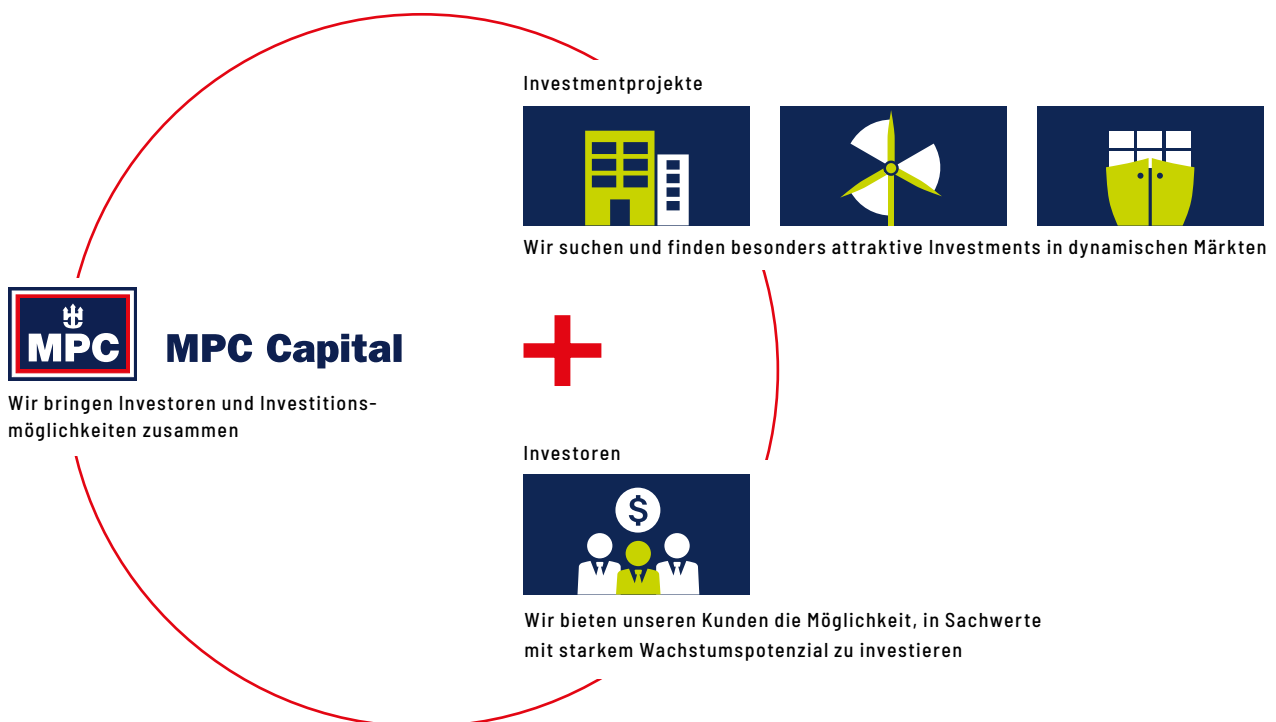 Investmentprojekte
Wir suchen und finden besonders attraktive Investments in dynamischen Märkten
MPC
MPC Capital
Wir bringen Investoren und Investitions-
möglichkeiten zusammen
Investoren
$
Wir bieten unseren Kunden die Möglichkeit, in Sachwerte
mit starkem Wachstumspotenzial zu investieren